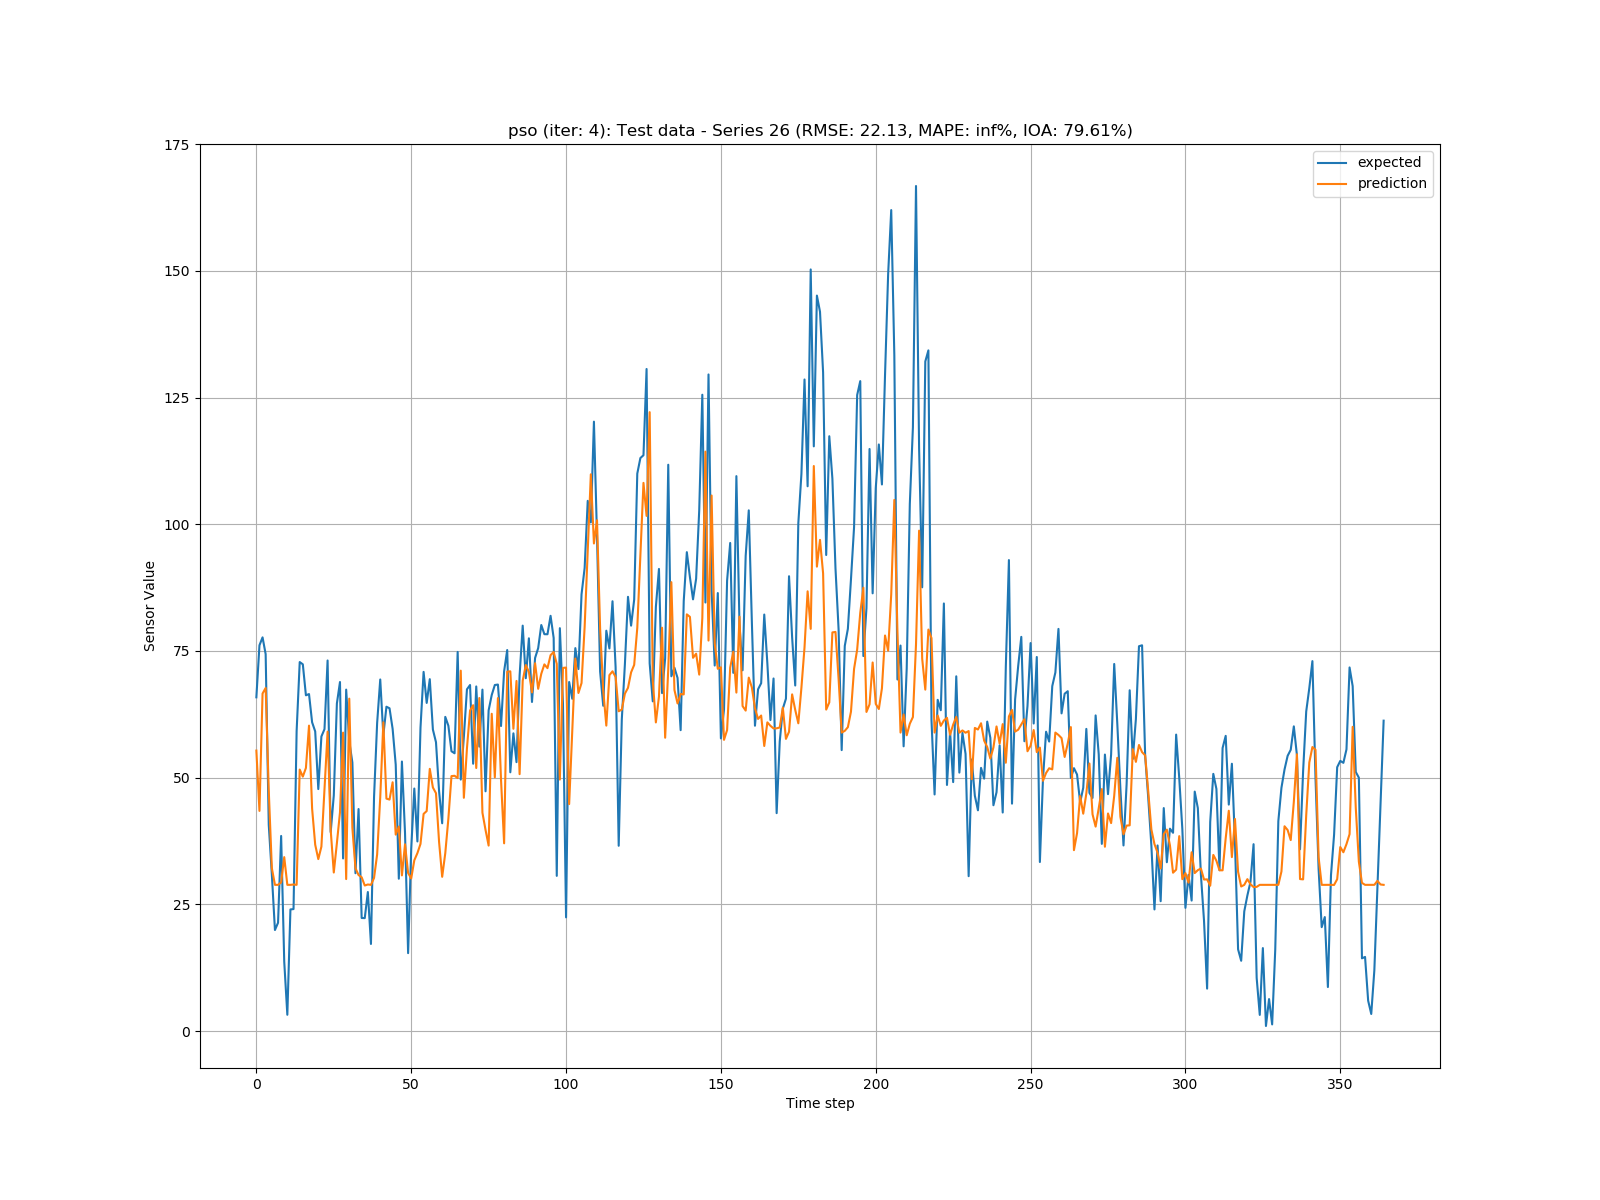 pso (iter: 4): Test data - Series 26 (RMSE: 22.13, MAPE: inf%, IOA: 79.61%)
175
150
125
100
75
50
25
0
Sensor Value
expected
prediction
0 50 100 150 200 250 300 350
Time step